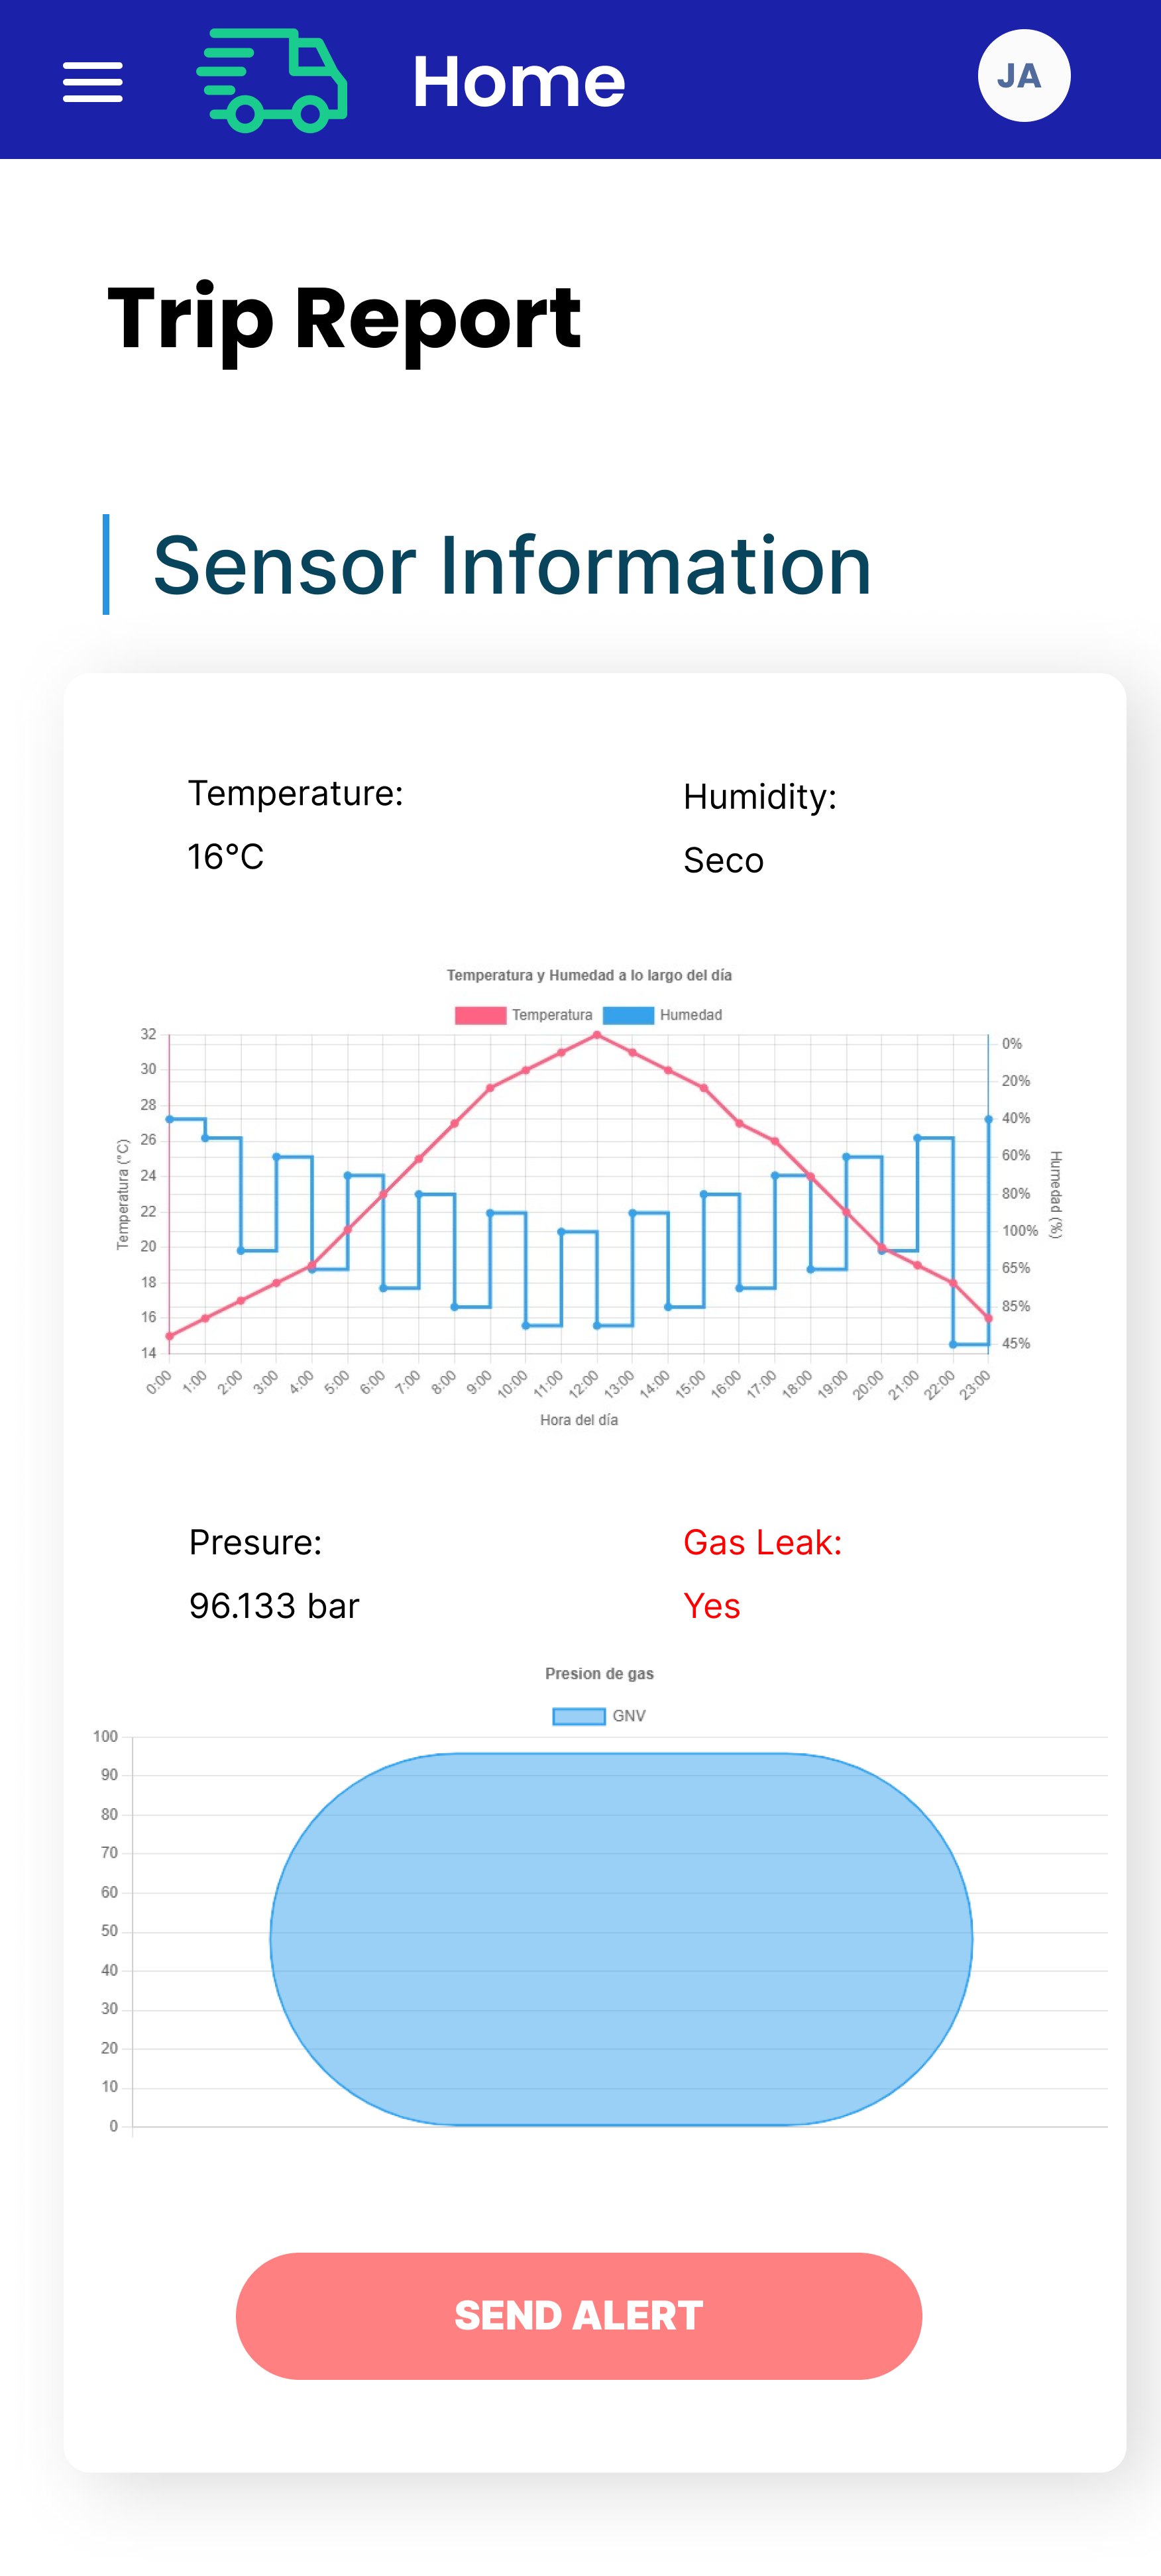 Home
JA
Trip Report
Sensor Information
Temperature:
Humidity:
16°C
Seco
Temperatura y Humedad a lo largo del día
Temperatura
Humedad
32
30
28
26
24
22
20
18
16
14
Temperatura (°C)
0%
20%
40%
60%
80%
100%
65%
85%
45%
Humedad (%)
0:00
1:00
2:00
3:00
4:00
5:00
6:00
7:00
8:00
9:00
10:00
11:00
12:00
13:00
14:00
15:00
16:00
17:00
18:00
19:00
20:00
21:00
22:00
23:00
Hora del día
Presure:
Gas Leak:
96.133 bar
Yes
Presion de gas
GNV
100
90
80
70
60
50
40
30
20
10
0
SEND ALERT